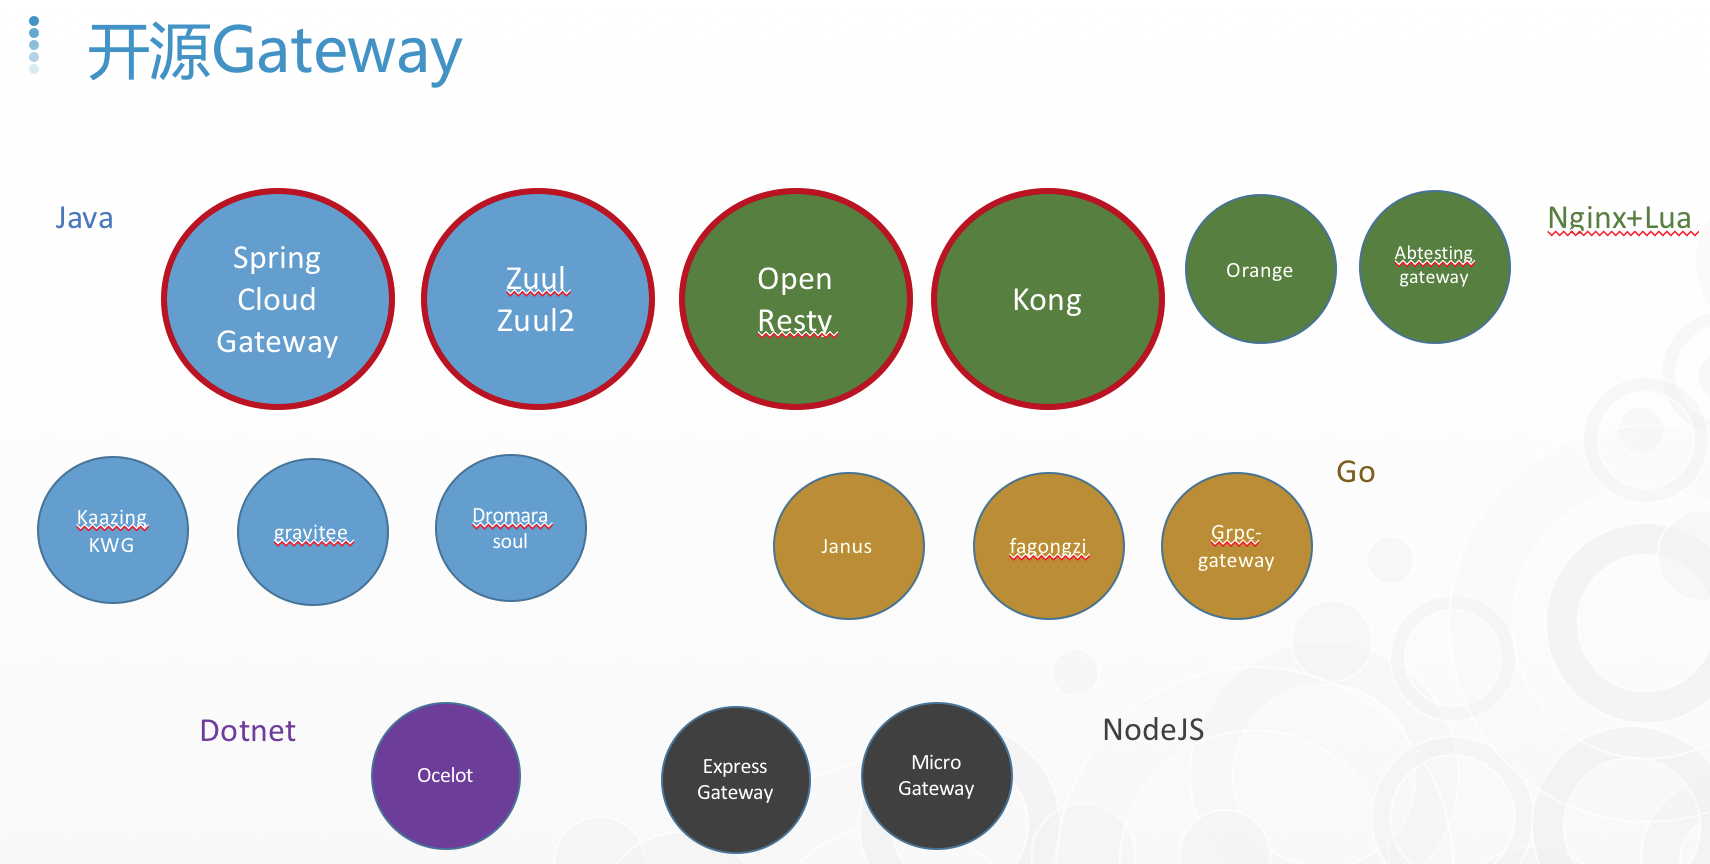 开源Gateway
Java
Spring
Cloud
Gateway
Zuul
Zuul2
Open
Resty
Kong
Orange
Abtesting
gateway
Nginx+Lua
Kaazing
KWG
gravitee
Dromara
soul
Janus
fagongzi
Grpc-
gateway
Go
Dotnet
Ocelot
Express
Gateway
Micro
Gateway
NodeJS